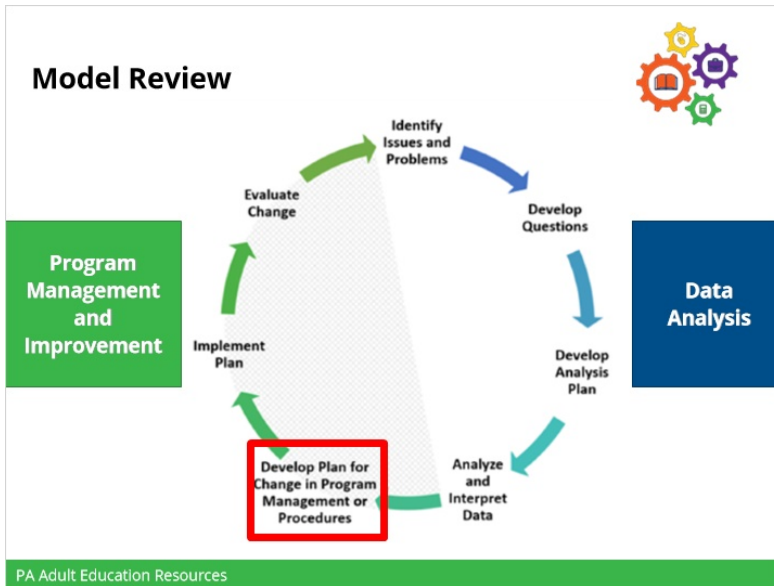 Model Review
Identify
Issues and
Problems
Develop
Questions
Develop
Analysis
Plan
Analyze
and
Interpret
Data
Develop Plan for
Change in Program
Management or
Procedures
Implement
Plan
Evaluate
Change
Program
Management
and
Improvement
Data
Analysis
PA Adult Education Resources